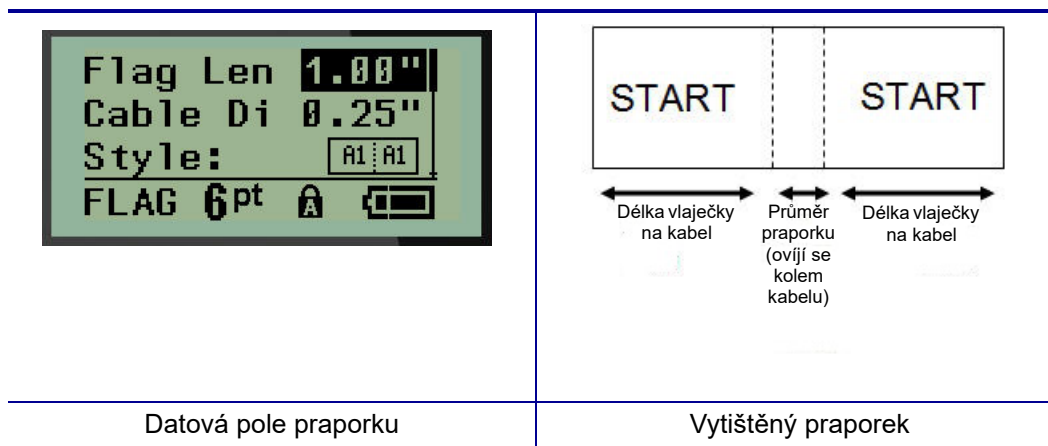 Flag Len 1.00"
Cable Di 0.25"
Style: A1 A1
FLAG 6pt A
START START
Délka vlaječky
na kabel
Průměr
praporku
(ovíjí se
kolem
kabelu)
Délka vlaječky
na kabel
Datová pole praporku
Vytištěný praporek